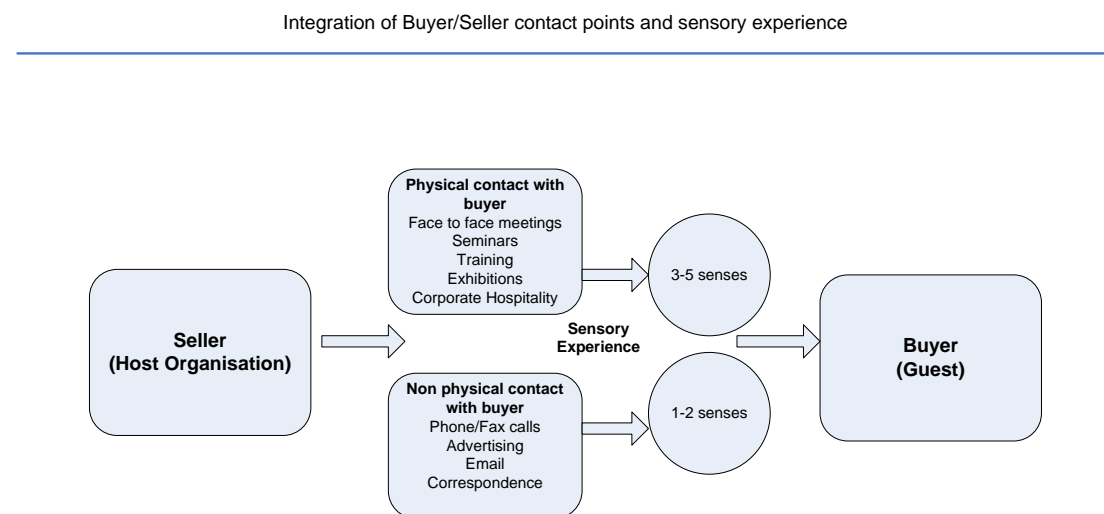 Integration of Buyer/Seller contact points and sensory experience
Physical contact with
buyer
Face to face meetings
Seminars
Training
Exhibitions
Corporate Hospitality
3-5 senses
Seller
(Host Organisation)
Sensory
Experience
Buyer
(Guest)
Non physical contact
with buyer
Phone/Fax calls
Advertising
Email
Correspondence
1-2 senses